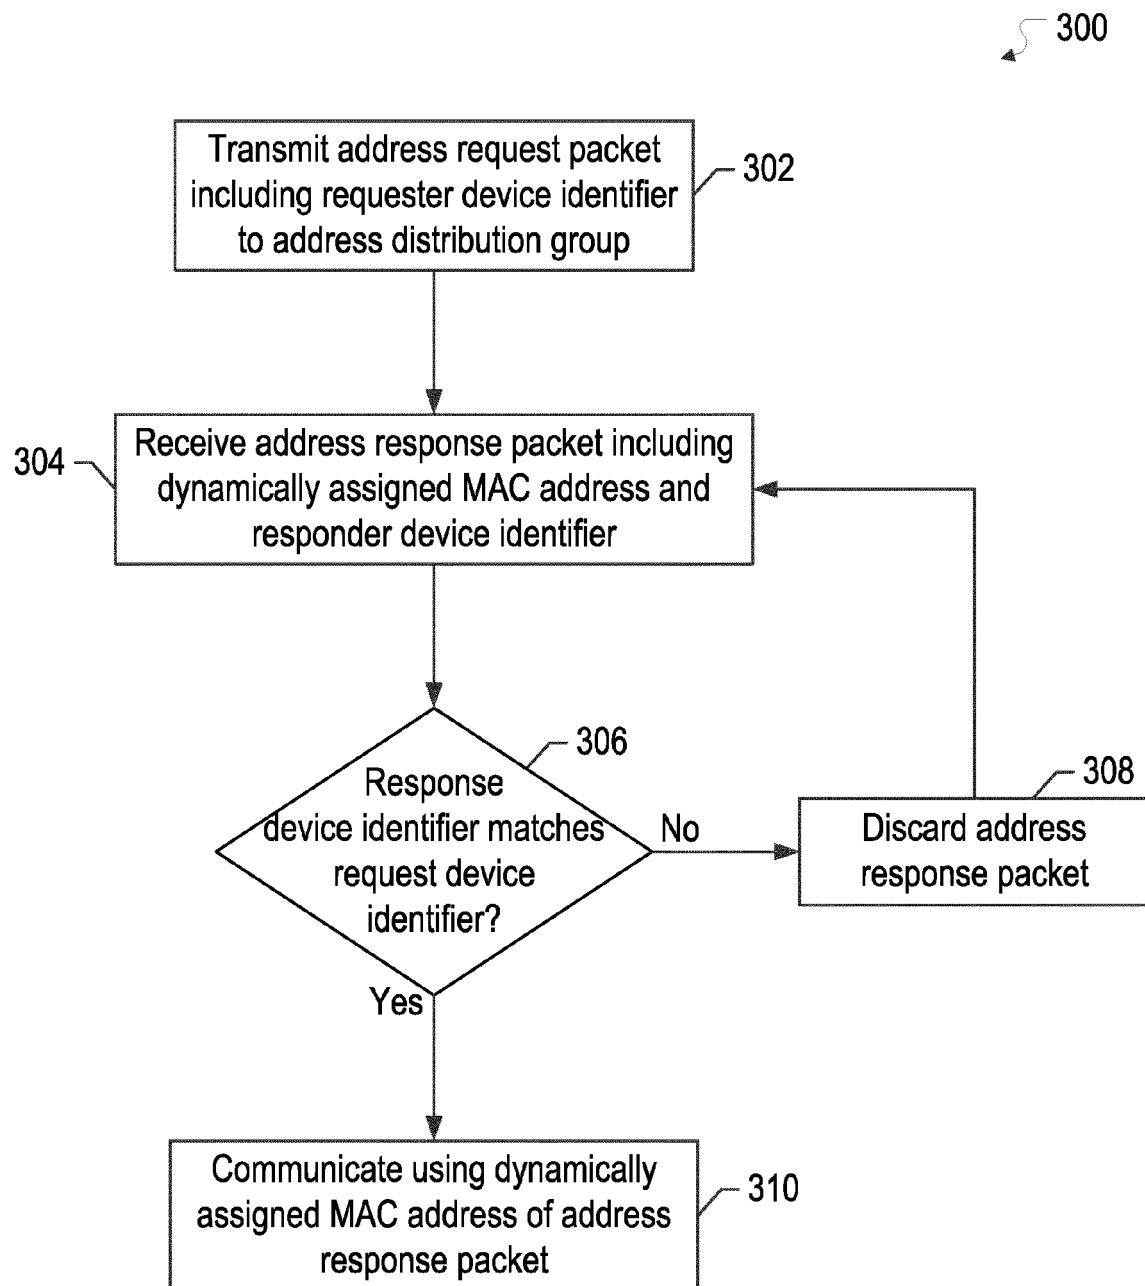 300
Transmit address request packet
including requester device identifier
to address distribution group
302
304
Receive address response packet including
dynamically assigned MAC address and
responder device identifier
306
Response
device identifier matches
request device
identifier?
No
308
Discard address
response packet
Yes
Communicate using dynamically
assigned MAC address of address
response packet
310